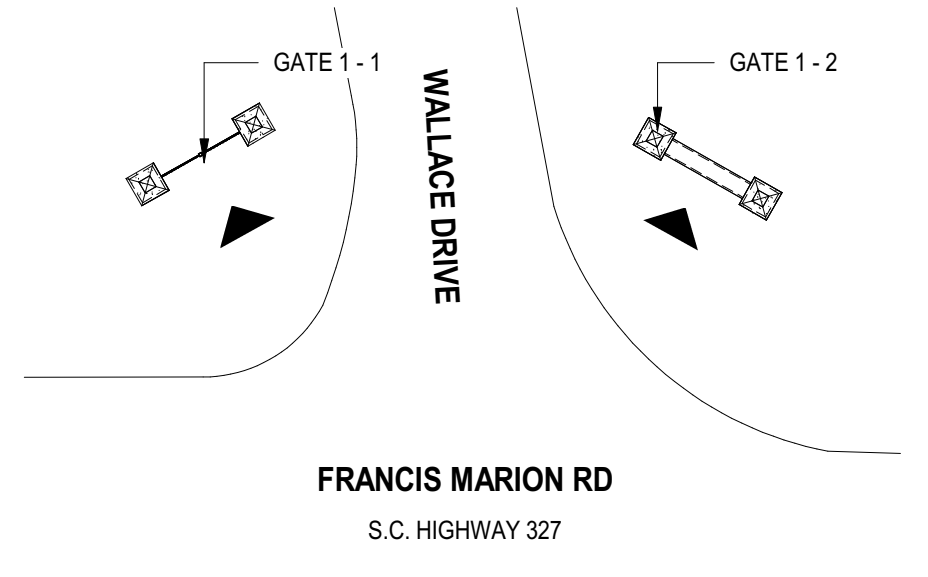 GATE 1 - 1
GATE 1 - 2
WALLACE DRIVE
FRANCIS MARION RD
S.C. HIGHWAY 327